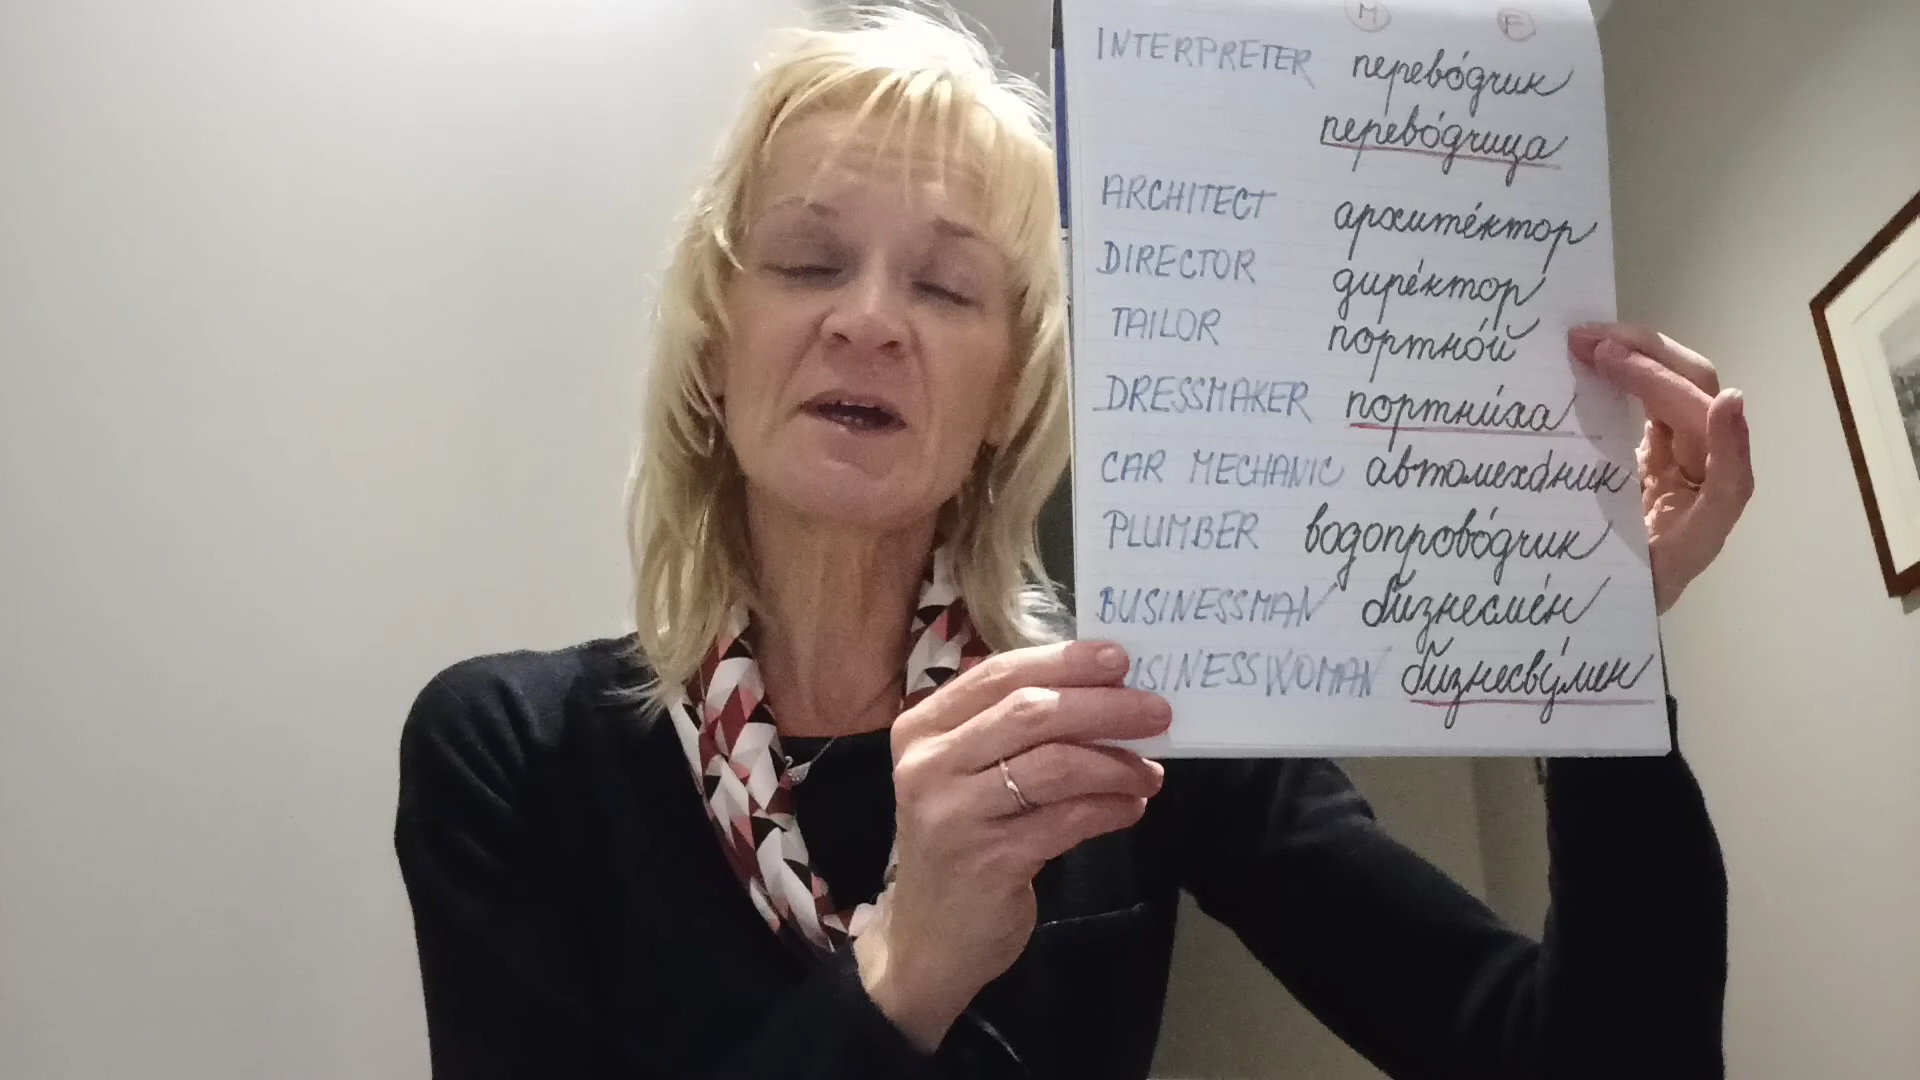 M F
INTERPRETER перево́дчик
перево́дчица
ARCHITECT архите́ктор
DIRECTOR дире́ктор
TAILOR портно́й
DRESSMAKER портни́ха
CAR MECHANIC автомеха́ник
PLUMBER водопрово́дчик
BUSINESSMAN бизнесме́н
USINESSWOMAN бизнесву́мен